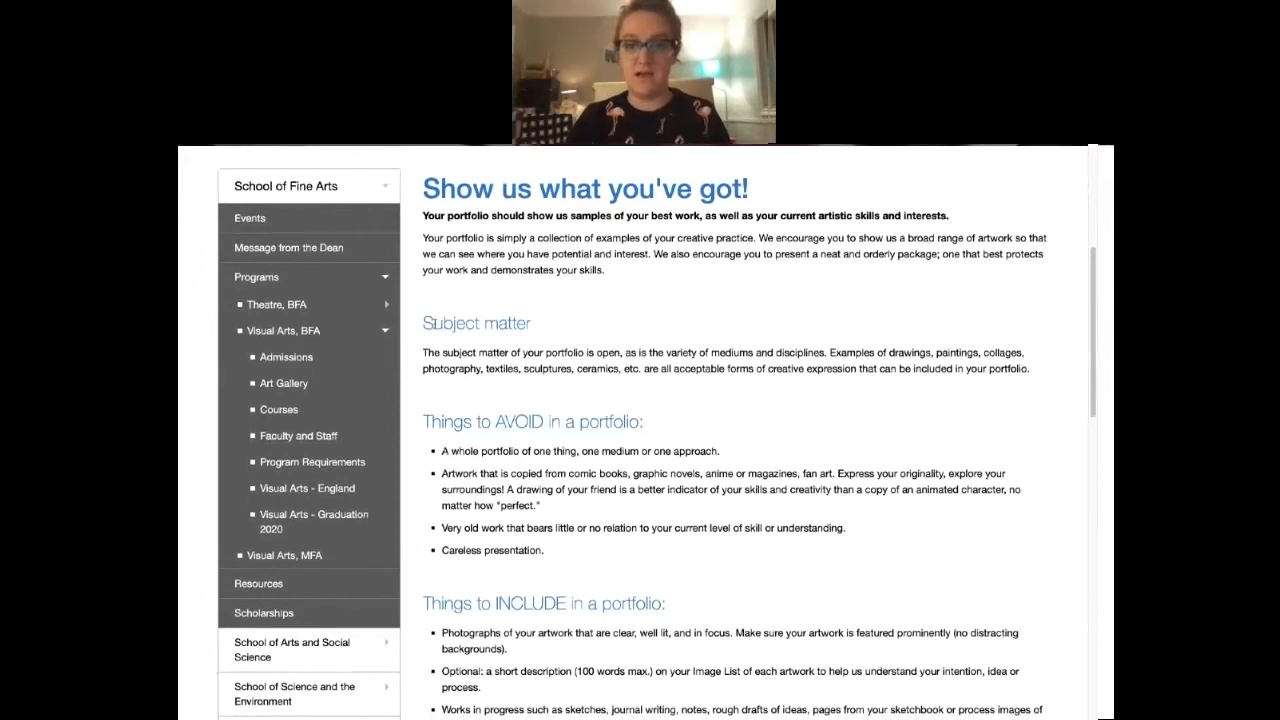 School of Fine Arts
Events
Message from the Dean
Programs
Theatre, BFA
Visual Arts, BFA
Admissions
Art Gallery
Courses
Faculty and Staff
Program Requirements
Visual Arts - England
Visual Arts - Graduation
2020
Visual Arts, MFA
Resources
Scholarships
School of Arts and Social
Science
School of Science and the
Environment
Show us what you've got!
Your portfolio should show us samples of your best work, as well as your current artistic skills and interests.
Your portfolio is simply a collection of examples of your creative practice. We encourage you to show us a broad range of artwork so that
we can see where you have potential and interest. We also encourage you to present a neat and orderly package; one that best protects
your work and demonstrates your skills.
Subject matter
The subject matter of your portfolio is open, as is the variety of mediums and disciplines. Examples of drawings, paintings, collages,
photography, textiles, sculptures, ceramics, etc. are all acceptable forms of creative expression that can be included in your portfolio.
Things to AVOID in a portfolio:
A whole portfolio of one thing, one medium or one approach.
Artwork that is copied from comic books, graphic novels, anime or magazines, fan art. Express your originality, explore your
surroundings! A drawing of your friend is a better indicator of your skills and creativity than a copy of an animated character, no
matter how "perfect."
Very old work that bears little or no relation to your current level of skill or understanding.
Careless presentation.
Things to INCLUDE in a portfolio:
Photographs of your artwork that are clear, well lit, and in focus. Make sure your artwork is featured prominently (no distracting
backgrounds).
Optional: a short description (100 words max.) on your Image List of each artwork to help us understand your intention, idea or
process.
Works in progress such as sketches, journal writing, notes, rough drafts of ideas, pages from your sketchbook or process images of